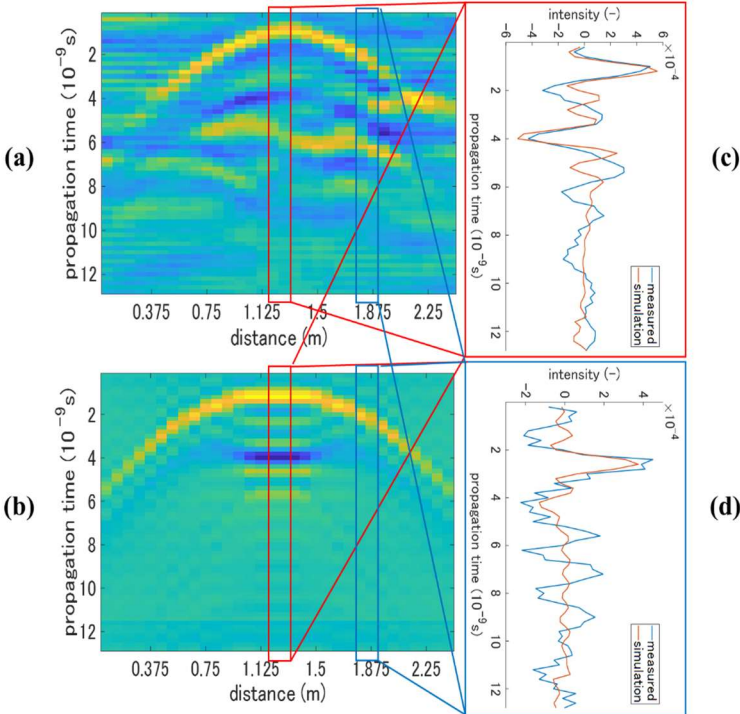 (a)
propagation time (10⁻⁹s)
2
4
6
8
10
12
0.375 0.75 1.125 1.5 1.875 2.25
distance (m)
(c)
intensity (-)
×10⁻⁴
-6 -4 -2 0 2 4 6
propagation time (10⁻⁹s)
2
4
6
8
10
12
measured
simulation
(b)
propagation time (10⁻⁹s)
2
4
6
8
10
12
0.375 0.75 1.125 1.5 1.875 2.25
distance (m)
(d)
intensity (-)
×10⁻⁴
-2 0 2 4
propagation time (10⁻⁹s)
2
4
6
8
10
12
measured
simulation